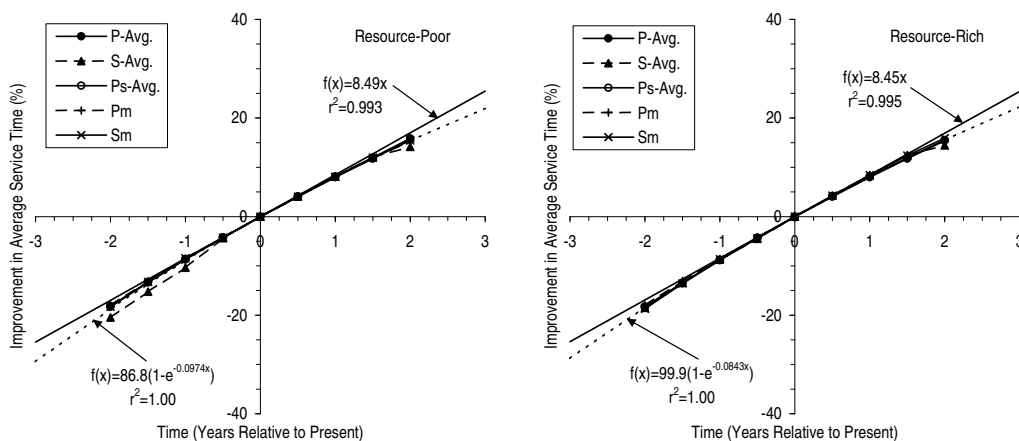 40
Resource-Poor
P-Avg.
S-Avg.
Ps-Avg.
Pm
Sm
f(x)=8.49x
r²=0.993
20
0
-3 -2 -1 0 1 2 3
-20
f(x)=86.8(1-e^-0.0974x)
r²=1.00
-40
Improvement in Average Service Time (%)
Time (Years Relative to Present)
40
Resource-Rich
P-Avg.
S-Avg.
Ps-Avg.
Pm
Sm
f(x)=8.45x
r²=0.995
20
0
-3 -2 -1 0 1 2 3
-20
f(x)=99.9(1-e^-0.0843x)
r²=1.00
-40
Improvement in Average Service Time (%)
Time (Years Relative to Present)